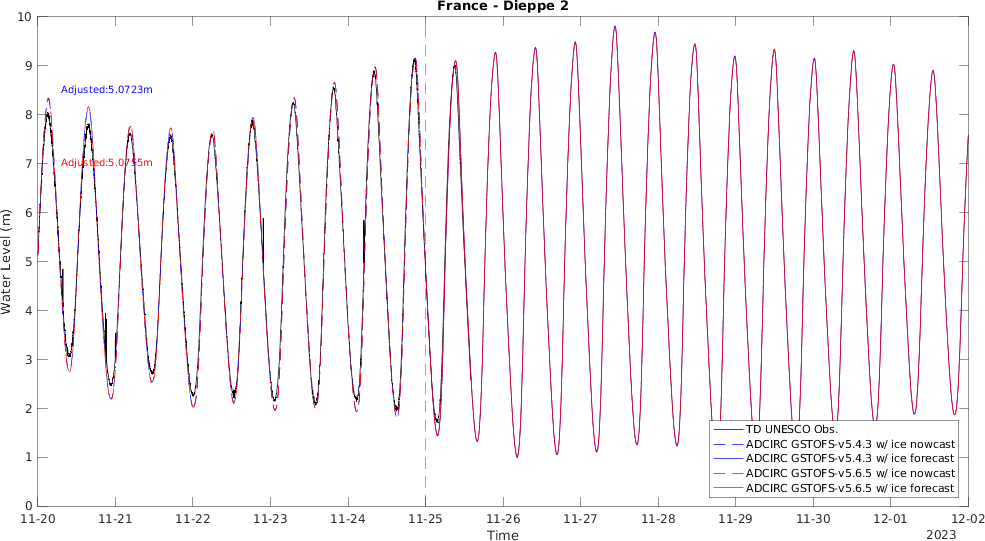 France - Dieppe 2
10
9
8
7
6
5
4
3
2
1
0
Water Level (m)
Adjusted:5.0723m
Adjusted:5.0755m
TD UNESCO Obs.
ADCIRC GSTOFS-v5.4.3 w/ ice nowcast
ADCIRC GSTOFS-v5.4.3 w/ ice forecast
ADCIRC GSTOFS-v5.6.5 w/ ice nowcast
ADCIRC GSTOFS-v5.6.5 w/ ice forecast
11-20 11-21 11-22 11-23 11-24 11-25 11-26 11-27 11-28 11-29 11-30 12-01 12-02
Time
2023